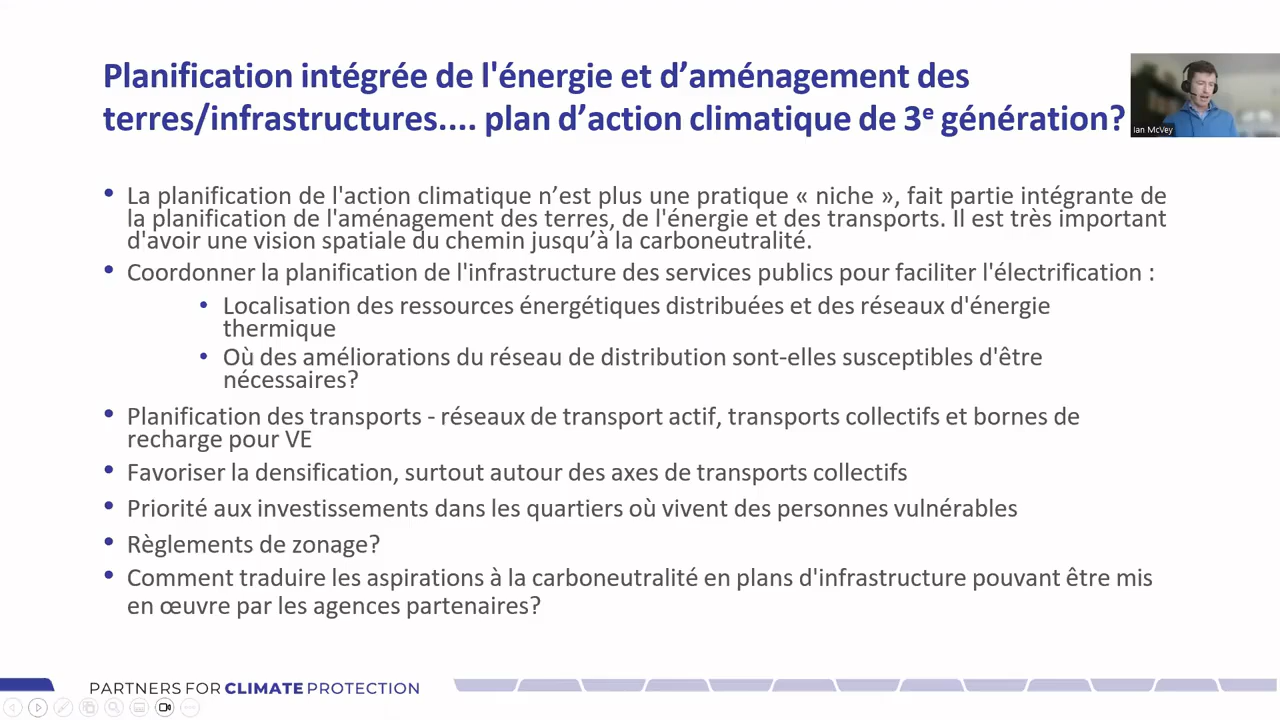 Planification intégrée de l'énergie et d’aménagement des
terres/infrastructures.... plan d’action climatique de 3e génération?
Ian McVey
• La planification de l'action climatique n’est plus une pratique « niche », fait partie intégrante de
la planification de l'aménagement des terres, de l'énergie et des transports. Il est très important
d'avoir une vision spatiale du chemin jusqu’à la carboneutralité.
• Coordonner la planification de l'infrastructure des services publics pour faciliter l'électrification :
• Localisation des ressources énergétiques distribuées et des réseaux d'énergie
thermique
• Où des améliorations du réseau de distribution sont-elles susceptibles d'être
nécessaires?
• Planification des transports - réseaux de transport actif, transports collectifs et bornes de
recharge pour VE
• Favoriser la densification, surtout autour des axes de transports collectifs
• Priorité aux investissements dans les quartiers où vivent des personnes vulnérables
• Règlements de zonage?
• Comment traduire les aspirations à la carboneutralité en plans d'infrastructure pouvant être mis
en œuvre par les agences partenaires?
PARTNERS FOR CLIMATE PROTECTION